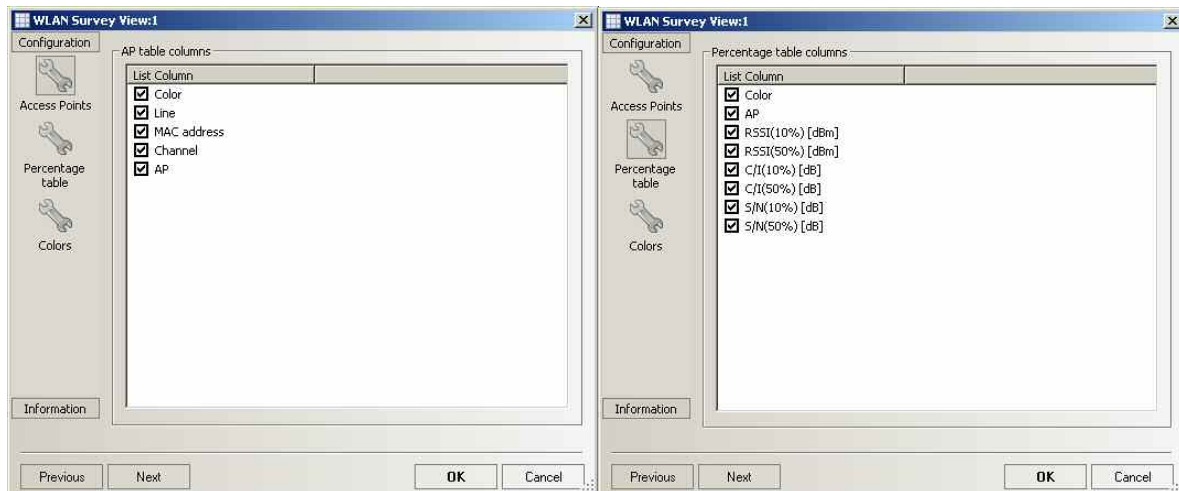 WLAN Survey View:1
Configuration
Access Points
Percentage
table
Colors
Information
AP table columns
List Column
Color
Line
MAC address
Channel
AP
Previous
Next
OK
Cancel
WLAN Survey View:1
Configuration
Access Points
Percentage
table
Colors
Information
Percentage table columns
List Column
Color
AP
RSSI(10%) [dBm]
RSSI(50%) [dBm]
C/I(10%) [dB]
C/I(50%) [dB]
S/N(10%) [dB]
S/N(50%) [dB]
Previous
Next
OK
Cancel